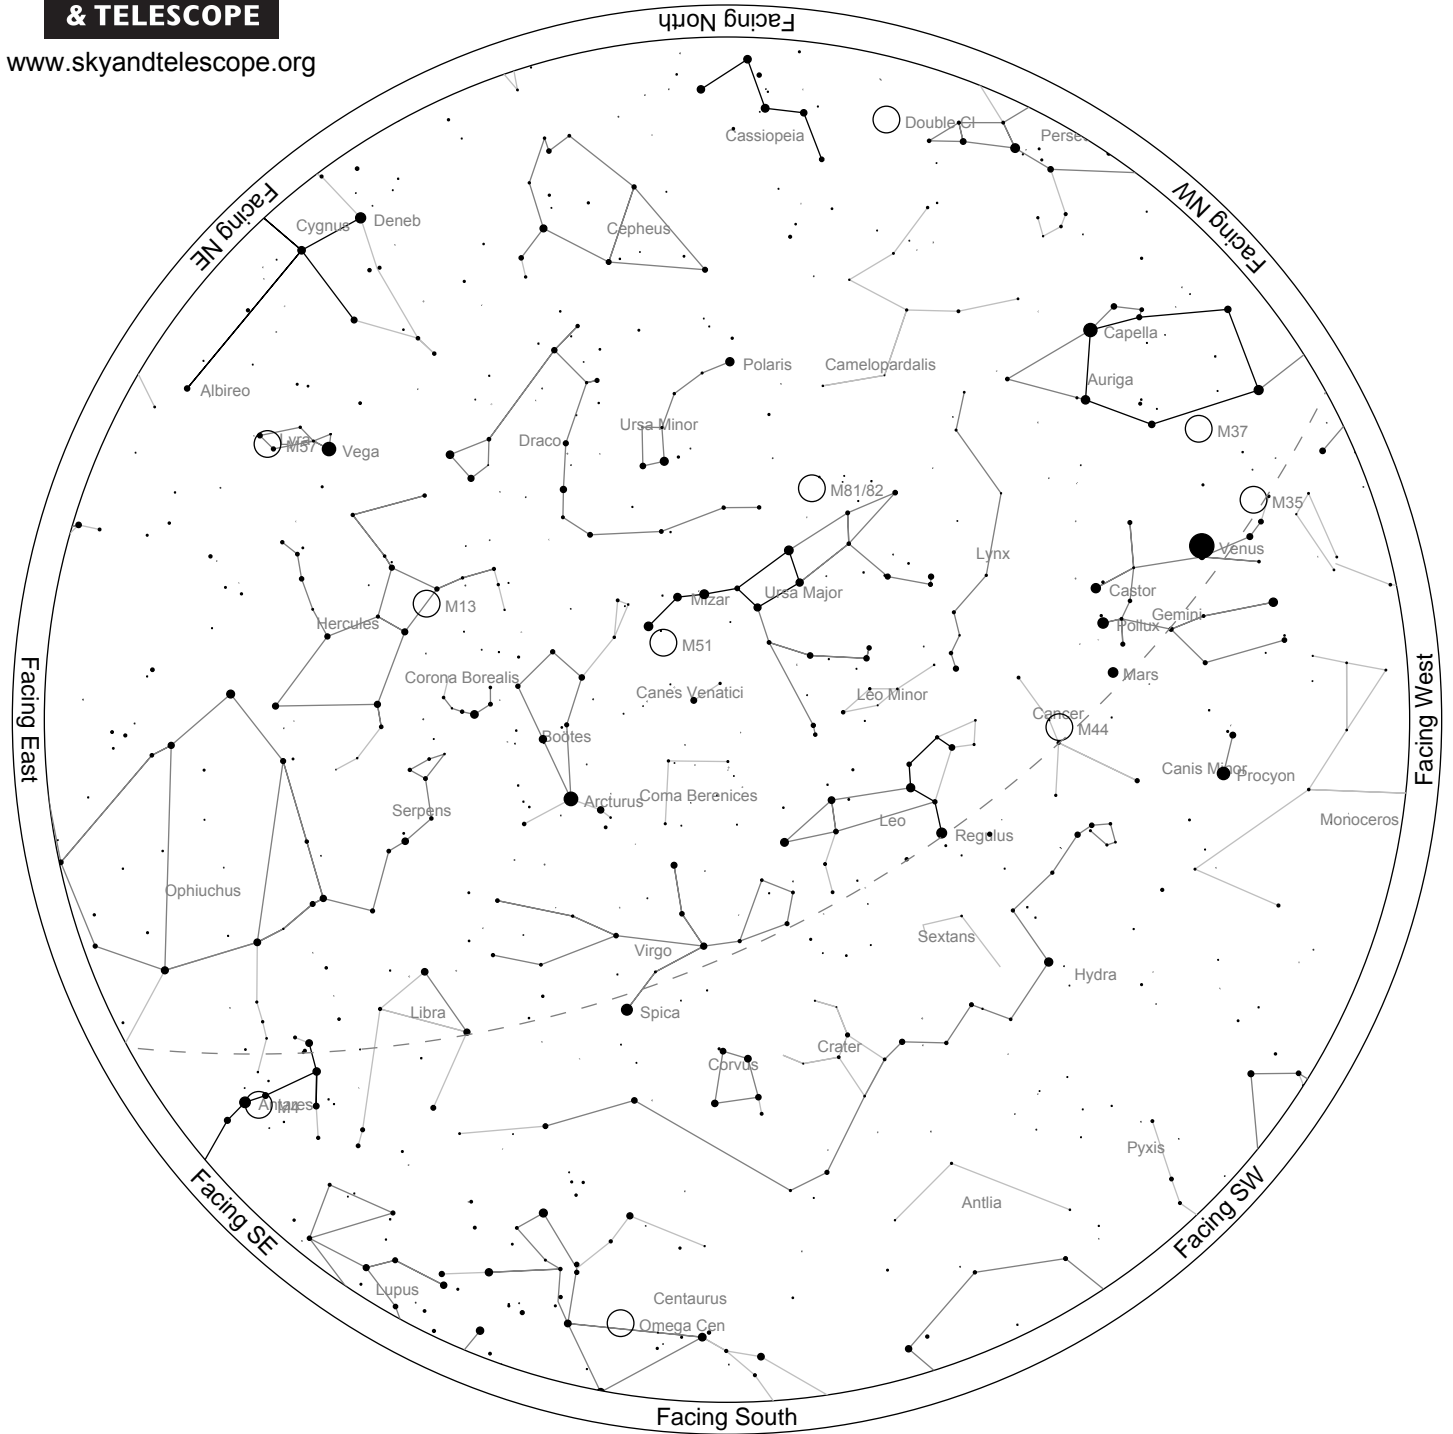 & TELESCOPE
www.skyandtelescope.org
Facing North
Facing NE
Facing NW
Facing East
Facing West
Facing SE
Facing SW
Facing South
Double Cl
Cassiopeia
Cygnus
Deneb
Cepheus
Capella
Camelopardalis
Polaris
Auriga
Albireo
Ursa Minor
M37
Draco
Lyra
M57
Vega
M81/82
M35
Venus
Lynx
Castor
Ursa Major
Mizar
M13
Gemini
Hercules
Pollux
M51
Mars
Corona Borealis
Canes Venatici
Leo Minor
Cancer
M44
Bootes
Canis Minor
Procyon
Coma Berenices
Arcturus
Serpens
Leo
Monoceros
Regulus
Ophiuchus
Sextans
Virgo
Hydra
Libra
Spica
Crater
Corvus
Antares
M4
Pyxis
Antlia
Lupus
Centaurus
Omega Cen